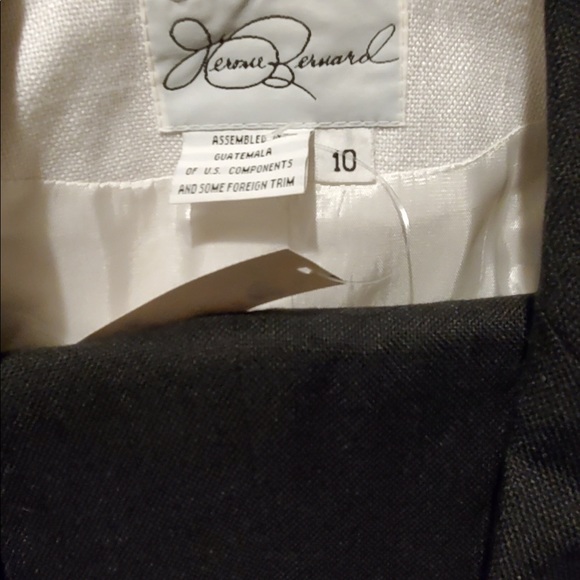 Jerome Bernard
ASSEMBLED IN
GUATEMALA
OF U.S. COMPONENTS
AND SOME FOREIGN TRIM
10